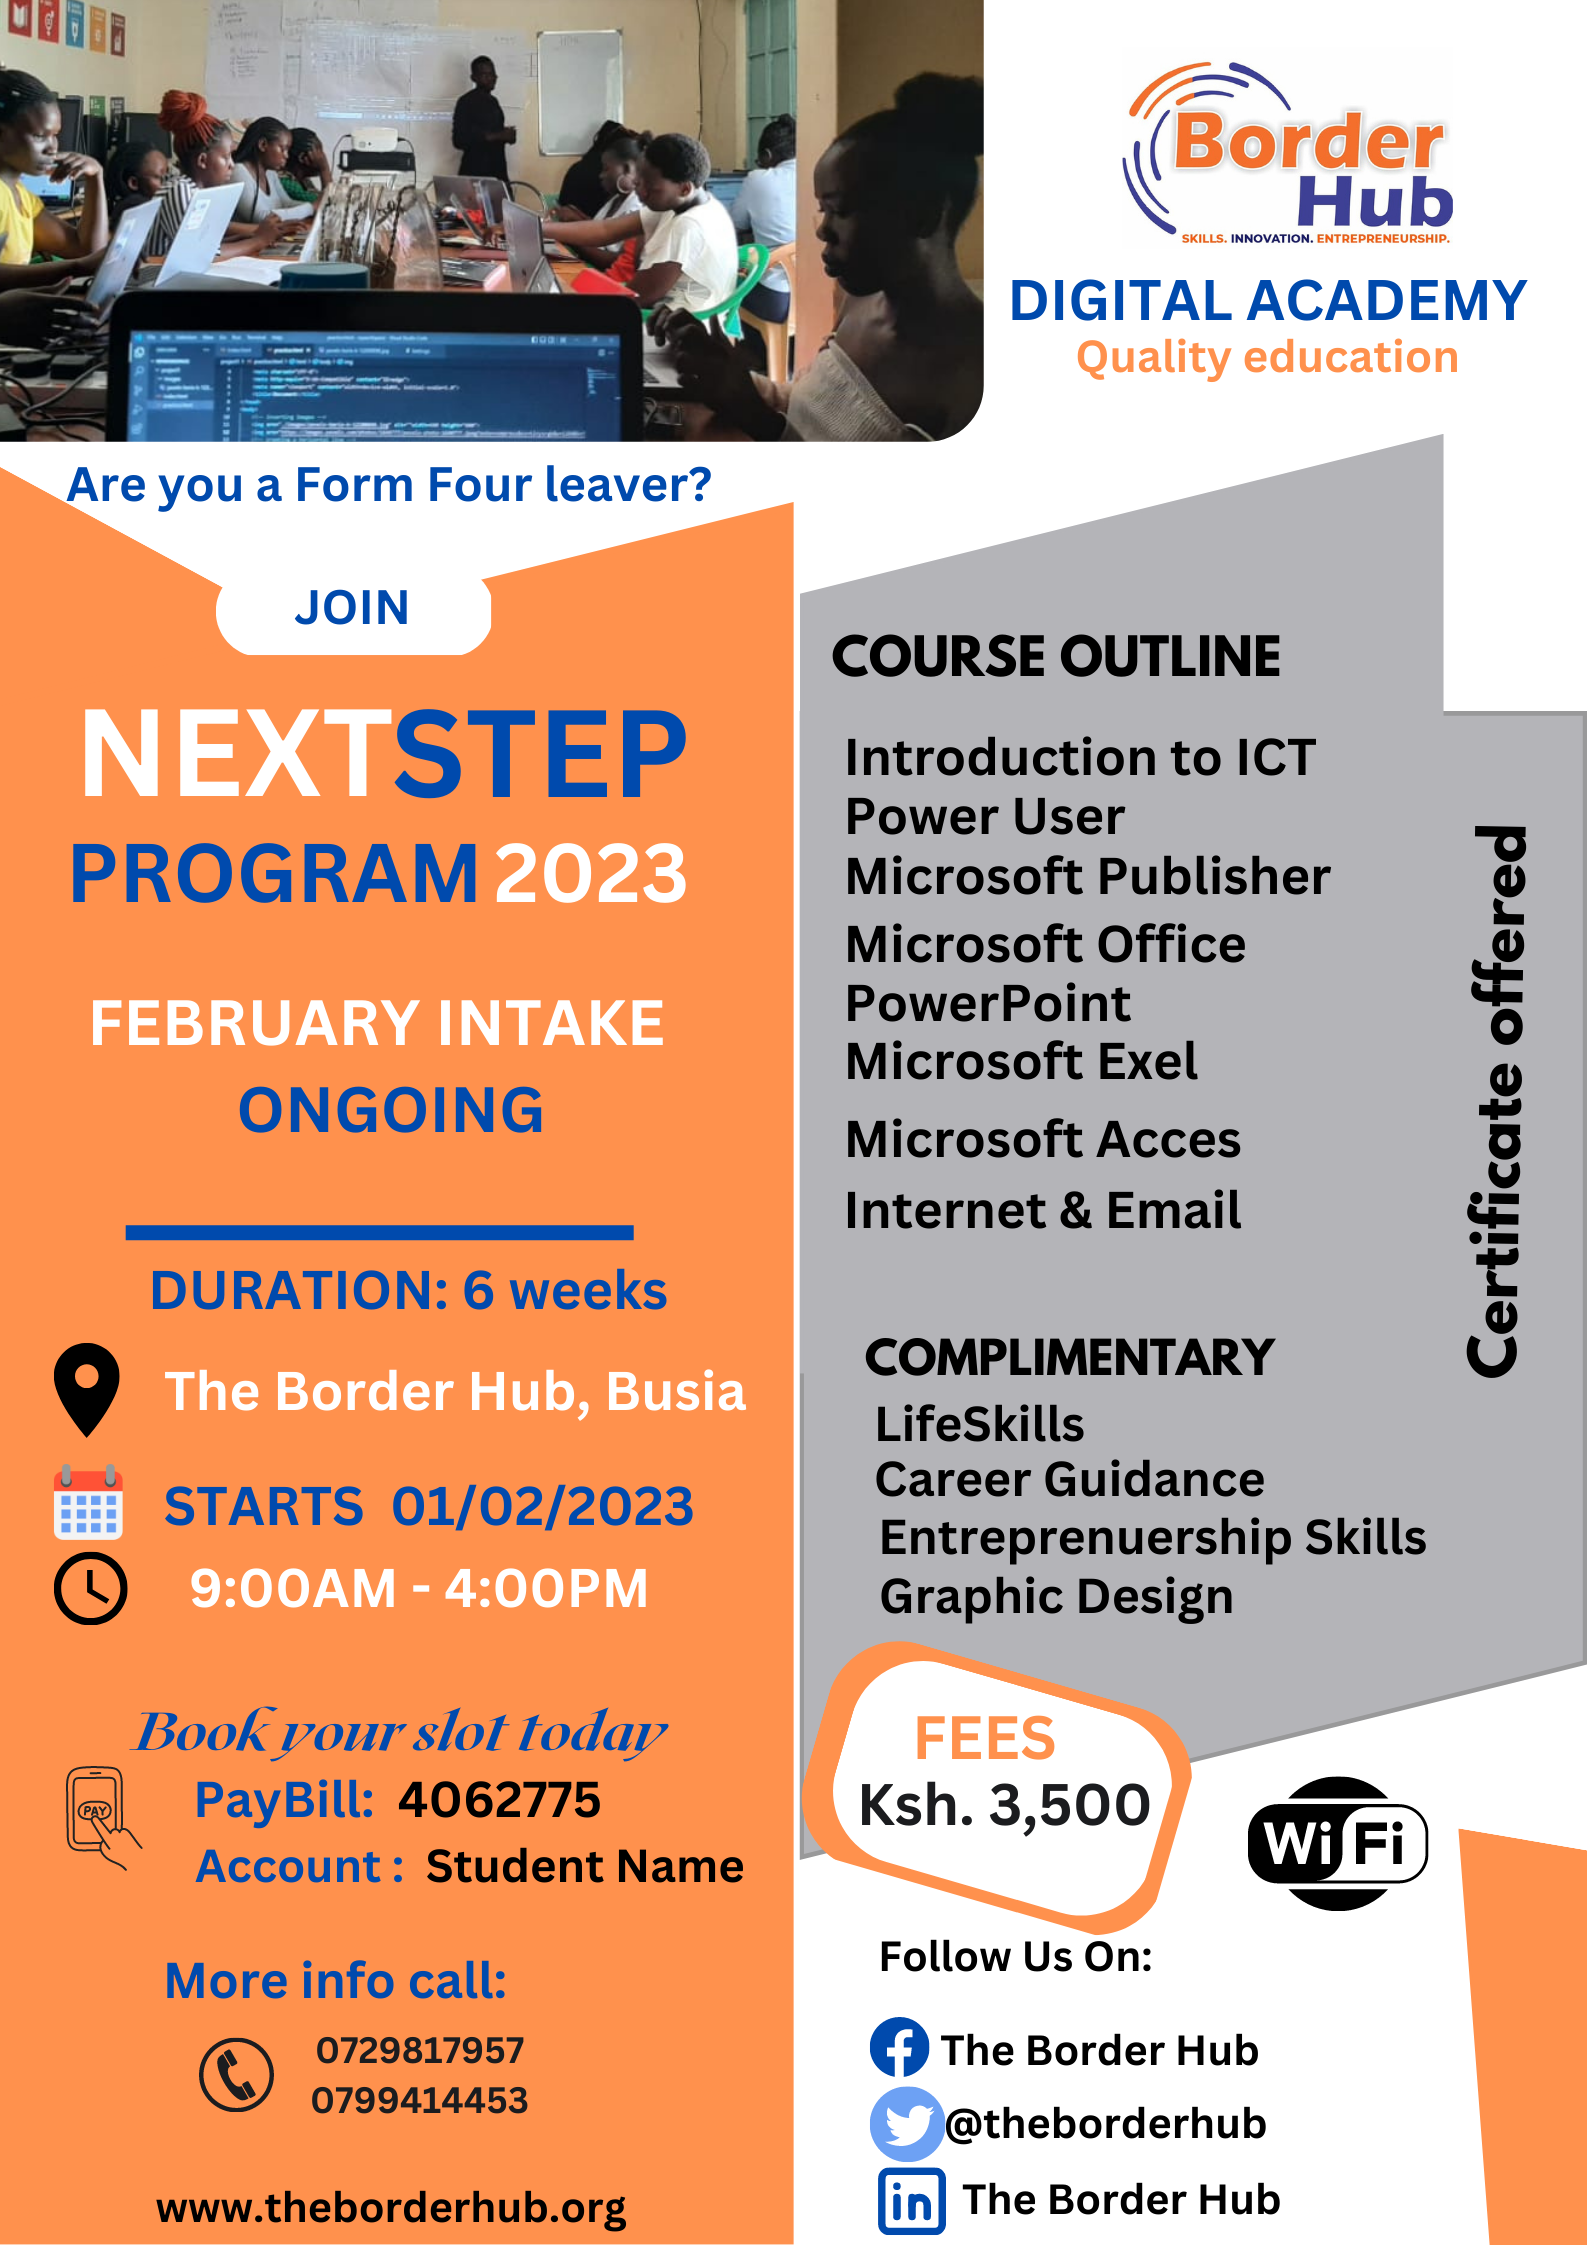 Border
Hub
SKILLS. INNOVATION. ENTREPRENEURSHIP.
DIGITAL ACADEMY
Quality education
Are you a Form Four leaver?
JOIN
NEXTSTEP
PROGRAM 2023
FEBRUARY INTAKE
ONGOING
DURATION: 6 weeks
The Border Hub, Busia
STARTS 01/02/2023
9:00AM - 4:00PM
Book your slot today
PAY
PayBill: 4062775
Account : Student Name
More info call:
0729817957
0799414453
www.theborderhub.org
COURSE OUTLINE
Introduction to ICT
Power User
Microsoft Publisher
Microsoft Office
PowerPoint
Microsoft Exel
Microsoft Acces
Internet & Email
Certificate offered
COMPLIMENTARY
LifeSkills
Career Guidance
Entreprenuership Skills
Graphic Design
FEES
Ksh. 3,500
Wi Fi
Follow Us On:
The Border Hub
@theborderhub
in The Border Hub